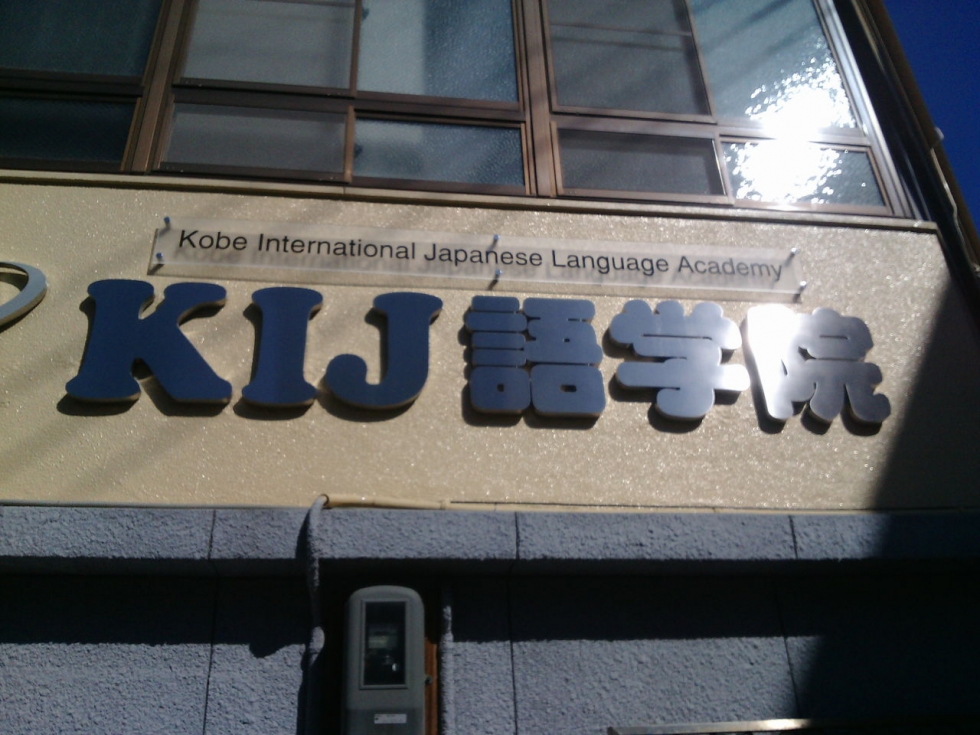 Kobe International Japanese Language Academy
KIJ語学院